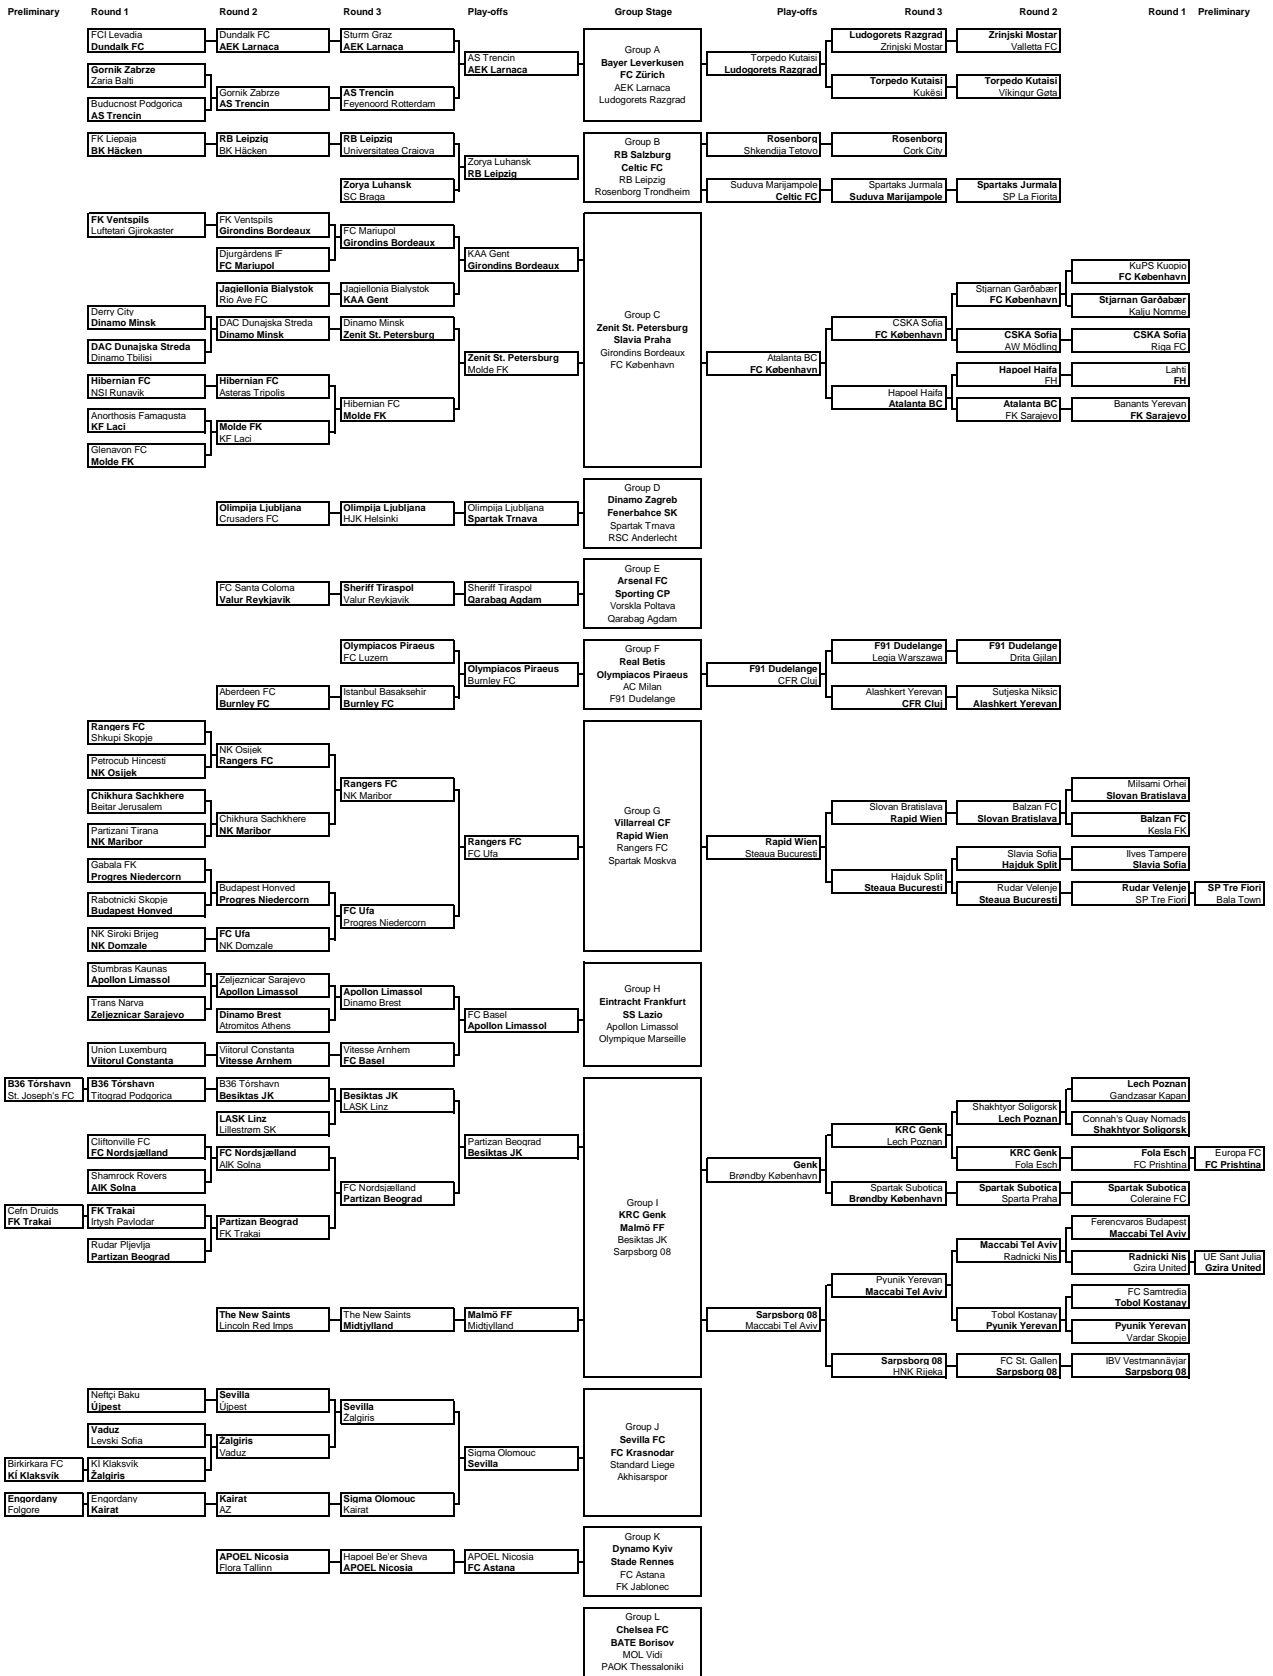 Preliminary
Round 1
Round 2
Round 3
Play-offs
Group Stage
Play-offs
Round 3
Round 2
Round 1
Preliminary
FCI Levadia
Dundalk FC
Dundalk FC
AEK Larnaca
Sturm Graz
AEK Larnaca
Gornik Zabrze
Zaria Balti
Buducnost Podgorica
AS Trencin
Gornik Zabrze
AS Trencin
AS Trencin
Feyenoord Rotterdam
AS Trencin
AEK Larnaca
Group A
Bayer Leverkusen
FC Zürich
AEK Larnaca
Ludogorets Razgrad
Torpedo Kutaisi
Ludogorets Razgrad
Ludogorets Razgrad
Zrinjski Mostar
Zrinjski Mostar
Valletta FC
Torpedo Kutaisi
Kukësi
Torpedo Kutaisi
Víkingur Gøta
FK Liepaja
BK Häcken
RB Leipzig
BK Häcken
RB Leipzig
Universitatea Craiova
Zorya Luhansk
SC Braga
Zorya Luhansk
RB Leipzig
Group B
RB Salzburg
Celtic FC
RB Leipzig
Rosenborg Trondheim
Rosenborg
Shkendija Tetovo
Rosenborg
Cork City
Suduva Marijampole
Celtic FC
Spartaks Jurmala
Suduva Marijampole
Spartaks Jurmala
SP La Fiorita
FK Ventspils
Luftetari Gjirokaster
FK Ventspils
Girondins Bordeaux
Djurgårdens IF
FC Mariupol
FC Mariupol
Girondins Bordeaux
Jagiellonia Bialystok
Rio Ave FC
Jagiellonia Bialystok
KAA Gent
KAA Gent
Girondins Bordeaux
Derry City
Dinamo Minsk
DAC Dunajska Streda
Dinamo Tbilisi
DAC Dunajska Streda
Dinamo Minsk
Dinamo Minsk
Zenit St. Petersburg
Hibernian FC
NSI Runavik
Hibernian FC
Asteras Tripolis
Anorthosis Famagusta
KF Laci
Glenavon FC
Molde FK
Molde FK
KF Laci
Hibernian FC
Molde FK
Zenit St. Petersburg
Molde FK
Group C
Zenit St. Petersburg
Slavia Praha
Girondins Bordeaux
FC København
Atalanta BC
FC København
CSKA Sofia
FC København
Stjarnan Garðabær
FC København
KuPS Kuopio
FC København
Stjarnan Garðabær
Kalju Nomme
CSKA Sofia
AW Mödling
CSKA Sofia
Riga FC
Hapoel Haifa
Atalanta BC
Hapoel Haifa
FH
Lahti
FH
Atalanta BC
FK Sarajevo
Banants Yerevan
FK Sarajevo
Olimpija Ljubljana
Crusaders FC
Olimpija Ljubljana
HJK Helsinki
Olimpija Ljubljana
Spartak Trnava
Group D
Dinamo Zagreb
Fenerbahce SK
Spartak Trnava
RSC Anderlecht
FC Santa Coloma
Valur Reykjavik
Sheriff Tiraspol
Valur Reykjavik
Sheriff Tiraspol
Qarabag Agdam
Group E
Arsenal FC
Sporting CP
Vorskla Poltava
Qarabag Agdam
Olympiacos Piraeus
FC Luzern
Aberdeen FC
Burnley FC
Istanbul Basaksehir
Burnley FC
Olympiacos Piraeus
Burnley FC
Group F
Real Betis
Olympiacos Piraeus
AC Milan
F91 Dudelange
F91 Dudelange
CFR Cluj
F91 Dudelange
Legia Warszawa
F91 Dudelange
Drita Gjilan
Alashkert Yerevan
CFR Cluj
Sutjeska Niksic
Alashkert Yerevan
Rangers FC
Shkupi Skopje
Petrocub Hincesti
NK Osijek
NK Osijek
Rangers FC
Chikhura Sachkhere
Beitar Jerusalem
Partizani Tirana
NK Maribor
Chikhura Sachkhere
NK Maribor
Rangers FC
NK Maribor
Gabala FK
Progres Niedercorn
Rabotnicki Skopje
Budapest Honved
Budapest Honved
Progres Niedercorn
NK Siroki Brijeg
NK Domzale
FC Ufa
NK Domzale
FC Ufa
Progres Niedercorn
Rangers FC
FC Ufa
Group G
Villarreal CF
Rapid Wien
Rangers FC
Spartak Moskva
Rapid Wien
Steaua Bucuresti
Slovan Bratislava
Rapid Wien
Balzan FC
Slovan Bratislava
Milsami Orhei
Slovan Bratislava
Balzan FC
Kesla FK
Hajduk Split
Steaua Bucuresti
Slavia Sofia
Hajduk Split
Ilves Tampere
Slavia Sofia
Rudar Velenje
Steaua Bucuresti
Rudar Velenje
SP Tre Fiori
SP Tre Fiori
Bala Town
Stumbras Kaunas
Apollon Limassol
Trans Narva
Zeljeznicar Sarajevo
Zeljeznicar Sarajevo
Apollon Limassol
Dinamo Brest
Atromitos Athens
Apollon Limassol
Dinamo Brest
Union Luxemburg
Viitorul Constanta
Viitorul Constanta
Vitesse Arnhem
Vitesse Arnhem
FC Basel
FC Basel
Apollon Limassol
Group H
Eintracht Frankfurt
SS Lazio
Apollon Limassol
Olympique Marseille
B36 Tórshavn
St. Joseph's FC
B36 Tórshavn
Titograd Podgorica
B36 Tórshavn
Besiktas JK
LASK Linz
Lillestrøm SK
Besiktas JK
LASK Linz
Cliftonville FC
FC Nordsjælland
Shamrock Rovers
AIK Solna
FC Nordsjælland
AIK Solna
Cefn Druids
FK Trakai
FK Trakai
Irtysh Pavlodar
Rudar Pljevlja
Partizan Beograd
Partizan Beograd
FK Trakai
FC Nordsjælland
Partizan Beograd
Partizan Beograd
Besiktas JK
The New Saints
Lincoln Red Imps
The New Saints
Midtjylland
Malmö FF
Midtjylland
Group I
KRC Genk
Malmö FF
Besiktas JK
Sarpsborg 08
Genk
Brøndby København
KRC Genk
Lech Poznan
Shakhtyor Soligorsk
Lech Poznan
Lech Poznan
Gandzasar Kapan
Connah's Quay Nomads
Shakhtyor Soligorsk
KRC Genk
Fola Esch
Fola Esch
FC Prishtina
Europa FC
FC Prishtina
Spartak Subotica
Brøndby København
Spartak Subotica
Sparta Praha
Spartak Subotica
Coleraine FC
Sarpsborg 08
Maccabi Tel Aviv
Pyunik Yerevan
Maccabi Tel Aviv
Maccabi Tel Aviv
Radnicki Nis
Ferencvaros Budapest
Maccabi Tel Aviv
Radnicki Nis
Gzira United
UE Sant Julia
Gzira United
Tobol Kostanay
Pyunik Yerevan
FC Samtredia
Tobol Kostanay
Pyunik Yerevan
Vardar Skopje
Sarpsborg 08
HNK Rijeka
FC St. Gallen
Sarpsborg 08
IBV Vestmannäyjar
Sarpsborg 08
Neftçi Baku
Újpest
Sevilla
Újpest
Sevilla
Žalgiris
Vaduz
Levski Sofia
Birkirkara FC
KÍ Klaksvík
KÍ Klaksvík
Žalgiris
Žalgiris
Vaduz
Engordany
Folgore
Engordany
Kairat
Kairat
AZ
Sigma Olomouc
Kairat
Sigma Olomouc
Sevilla
Group J
Sevilla FC
FC Krasnodar
Standard Liege
Akhisarspor
APOEL Nicosia
Flora Tallinn
Hapoel Be'er Sheva
APOEL Nicosia
APOEL Nicosia
FC Astana
Group K
Dynamo Kyiv
Stade Rennes
FC Astana
FK Jablonec
Group L
Chelsea FC
BATE Borisov
MOL Vidi
PAOK Thessaloniki